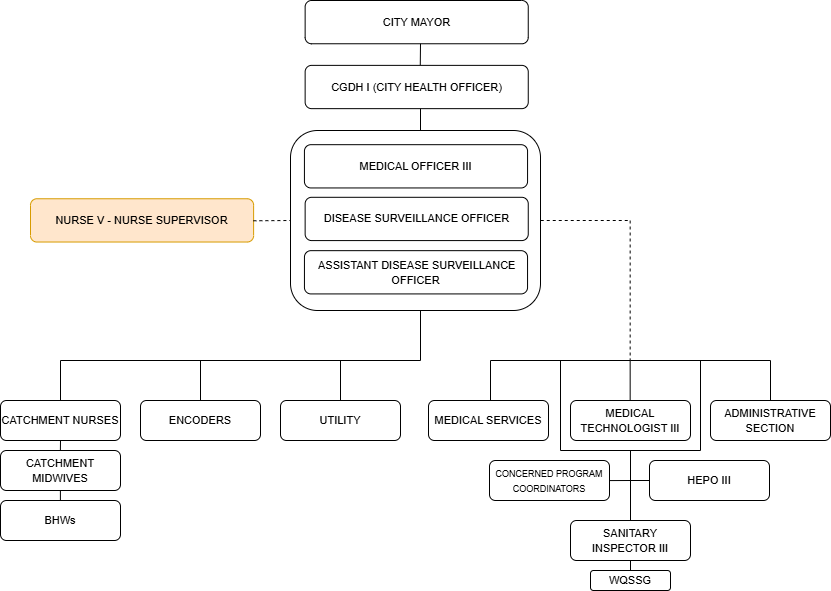 CITY MAYOR
CGDH I (CITY HEALTH OFFICER)
MEDICAL OFFICER III
NURSE V - NURSE SUPERVISOR
DISEASE SURVEILLANCE OFFICER
ASSISTANT DISEASE SURVEILLANCE
OFFICER
CATCHMENT NURSES
ENCODERS
UTILITY
MEDICAL SERVICES
MEDICAL
TECHNOLOGIST III
ADMINISTRATIVE
SECTION
CATCHMENT
MIDWIVES
CONCERNED PROGRAM
COORDINATORS
HEPO III
BHWs
SANITARY
INSPECTOR III
WQSSG